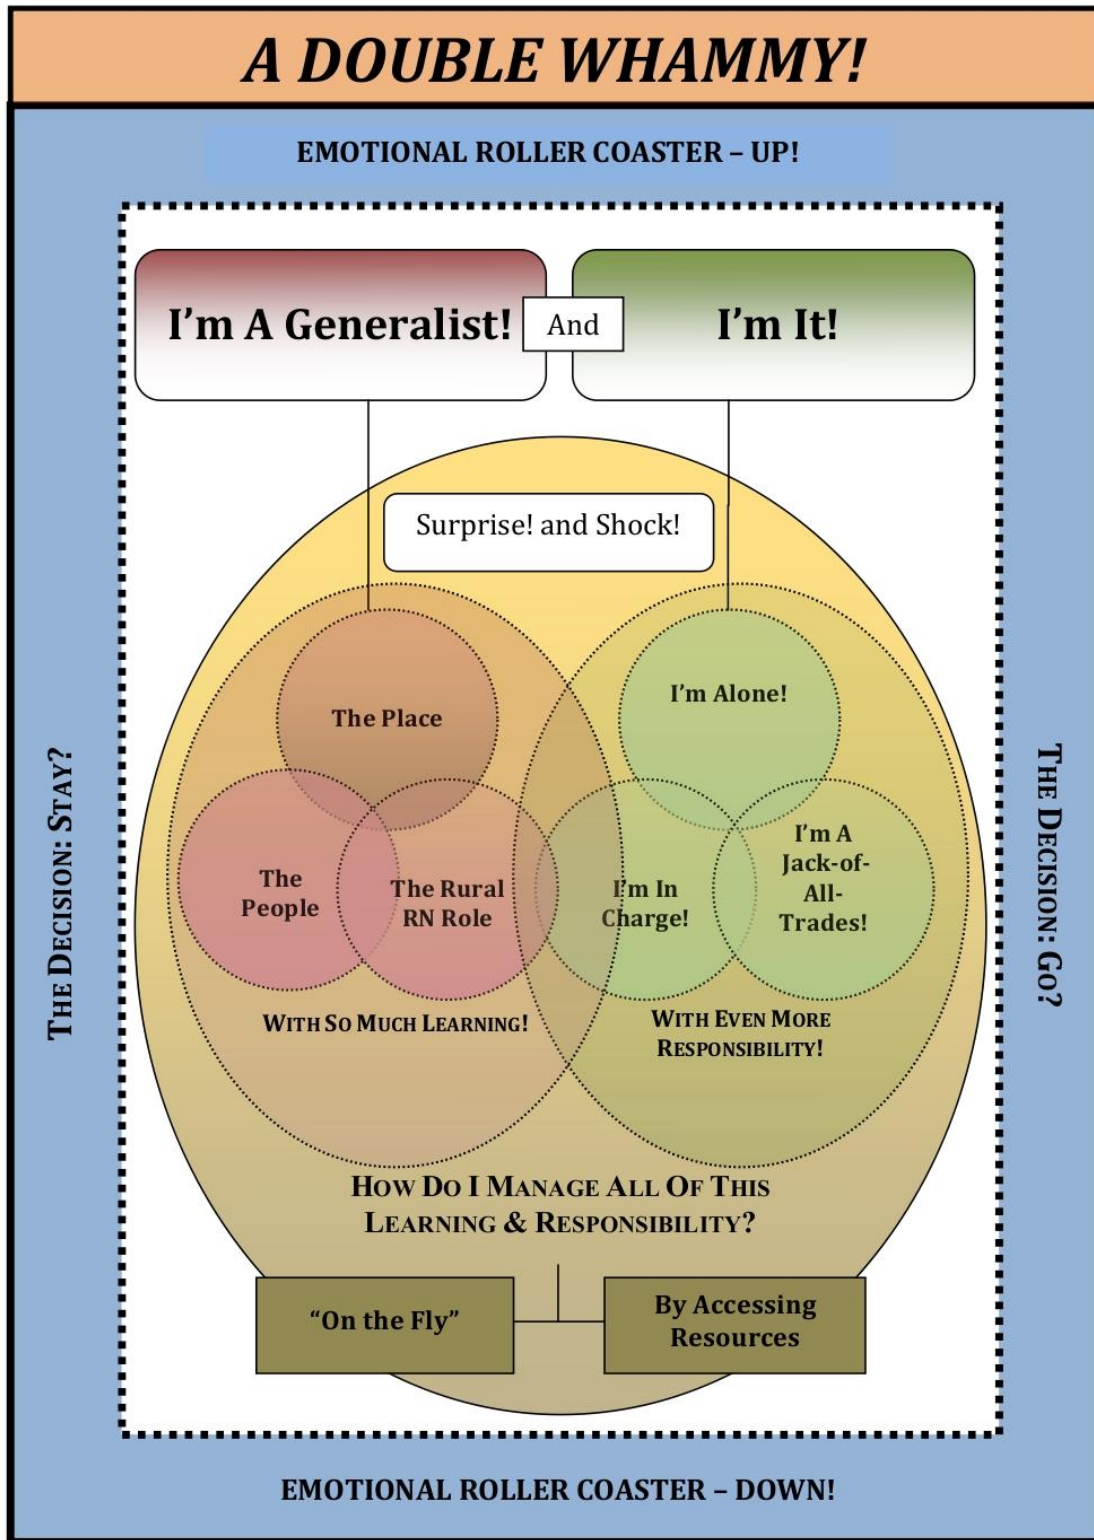 A DOUBLE WHAMMY!
EMOTIONAL ROLLER COASTER – UP!
I'm A Generalist!
And
I'm It!
Surprise! and Shock!
The Place
The
People
The Rural
RN Role
WITH SO MUCH LEARNING!
I'm Alone!
I'm In
Charge!
I'm A
Jack-of-
All-
Trades!
WITH EVEN MORE
RESPONSIBILITY!
HOW DO I MANAGE ALL OF THIS
LEARNING & RESPONSIBILITY?
“On the Fly”
By Accessing
Resources
THE DECISION: STAY?
THE DECISION: GO?
EMOTIONAL ROLLER COASTER – DOWN!